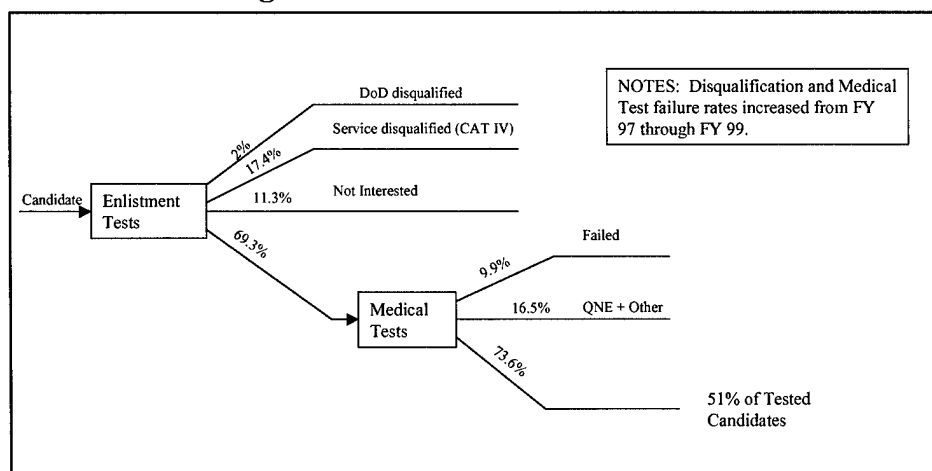 DoD disqualified
NOTES: Disqualification and Medical
Test failure rates increased from FY
97 through FY 99.
2%
Service disqualified (CAT IV)
17.4%
Candidate
Enlistment
Tests
11.3%
Not Interested
69.3%
Failed
9.9%
Medical
Tests
16.5%
QNE + Other
73.6%
51% of Tested
Candidates